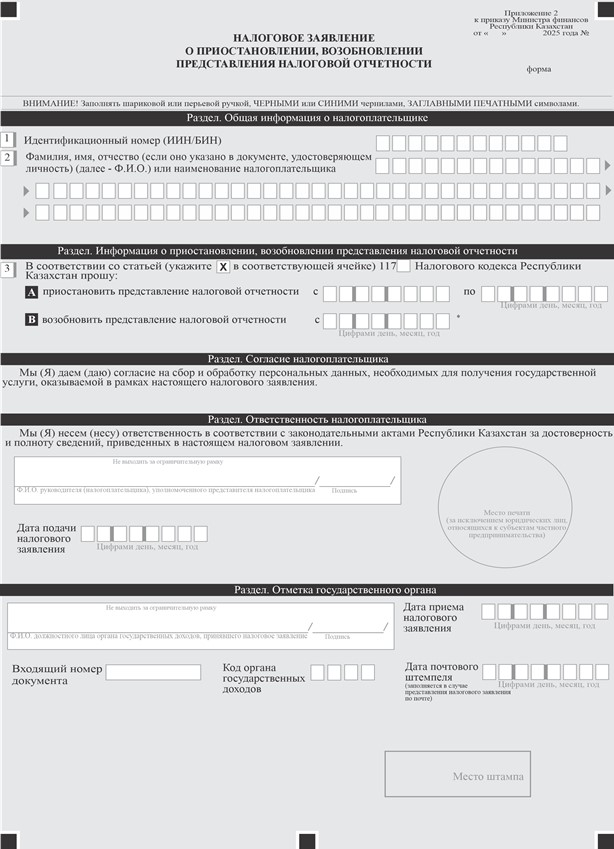 Приложение 2
к приказу Министра финансов
Республики Казахстан
от « » 2025 года №
НАЛОГОВОЕ ЗАЯВЛЕНИЕ
О ПРИОСТАНОВЛЕНИИ, ВОЗОБНОВЛЕНИИ
ПРЕДСТАВЛЕНИЯ НАЛОГОВОЙ ОТЧЕТНОСТИ
форма
ВНИМАНИЕ! Заполнять шариковой или перьевой ручкой, ЧЕРНЫМИ или СИНИМИ чернилами, ЗАГЛАВНЫМИ ПЕЧАТНЫМИ символами.
Раздел. Общая информация о налогоплательщике
1 Идентификационный номер (ИИН/БИН)
2 Фамилия, имя, отчество (если оно указано в документе, удостоверяющем
личность) (далее - Ф.И.О.) или наименование налогоплательщика
Раздел. Информация о приостановлении, возобновлении представления налоговой отчетности
3 В соответствии со статьей (укажите X в соответствующей ячейке) 117 Налогового кодекса Республики
Казахстан прошу:
A приостановить представление налоговой отчетности с по
Цифрами день, месяц, год
B возобновить представление налоговой отчетности с *
Цифрами день, месяц, год
Раздел. Согласие налогоплательщика
Мы (Я) даем (даю) согласие на сбор и обработку персональных данных, необходимых для получения государственной
услуги, оказываемой в рамках настоящего налогового заявления.
Раздел. Ответственность налогоплательщика
Мы (Я) несем (несу) ответственность в соответствии с законодательными актами Республики Казахстан за достоверность
и полноту сведений, приведенных в настоящем налоговом заявлении.
Не выходить за ограничительную рамку
/ /
Ф.И.О. руководителя (налогоплательщика), уполномоченного представителя налогоплательщика Подпись
Место печати
(за исключением юридических лиц,
относящихся к субъектам частного
предпринимательства)
Дата подачи
налогового
заявления
Цифрами день, месяц, год
Раздел. Отметка государственного органа
Не выходить за ограничительную рамку
/ /
Ф.И.О. должностного лица органа государственных доходов, принявшего налоговое заявление Подпись
Дата приема
налогового
заявления
Цифрами день, месяц, год
Входящий номер
документа
Код органа
государственных
доходов
Дата почтового
штемпеля
(заполняется в случае
представления налогового заявления
по почте)
Цифрами день, месяц, год
Место штампа